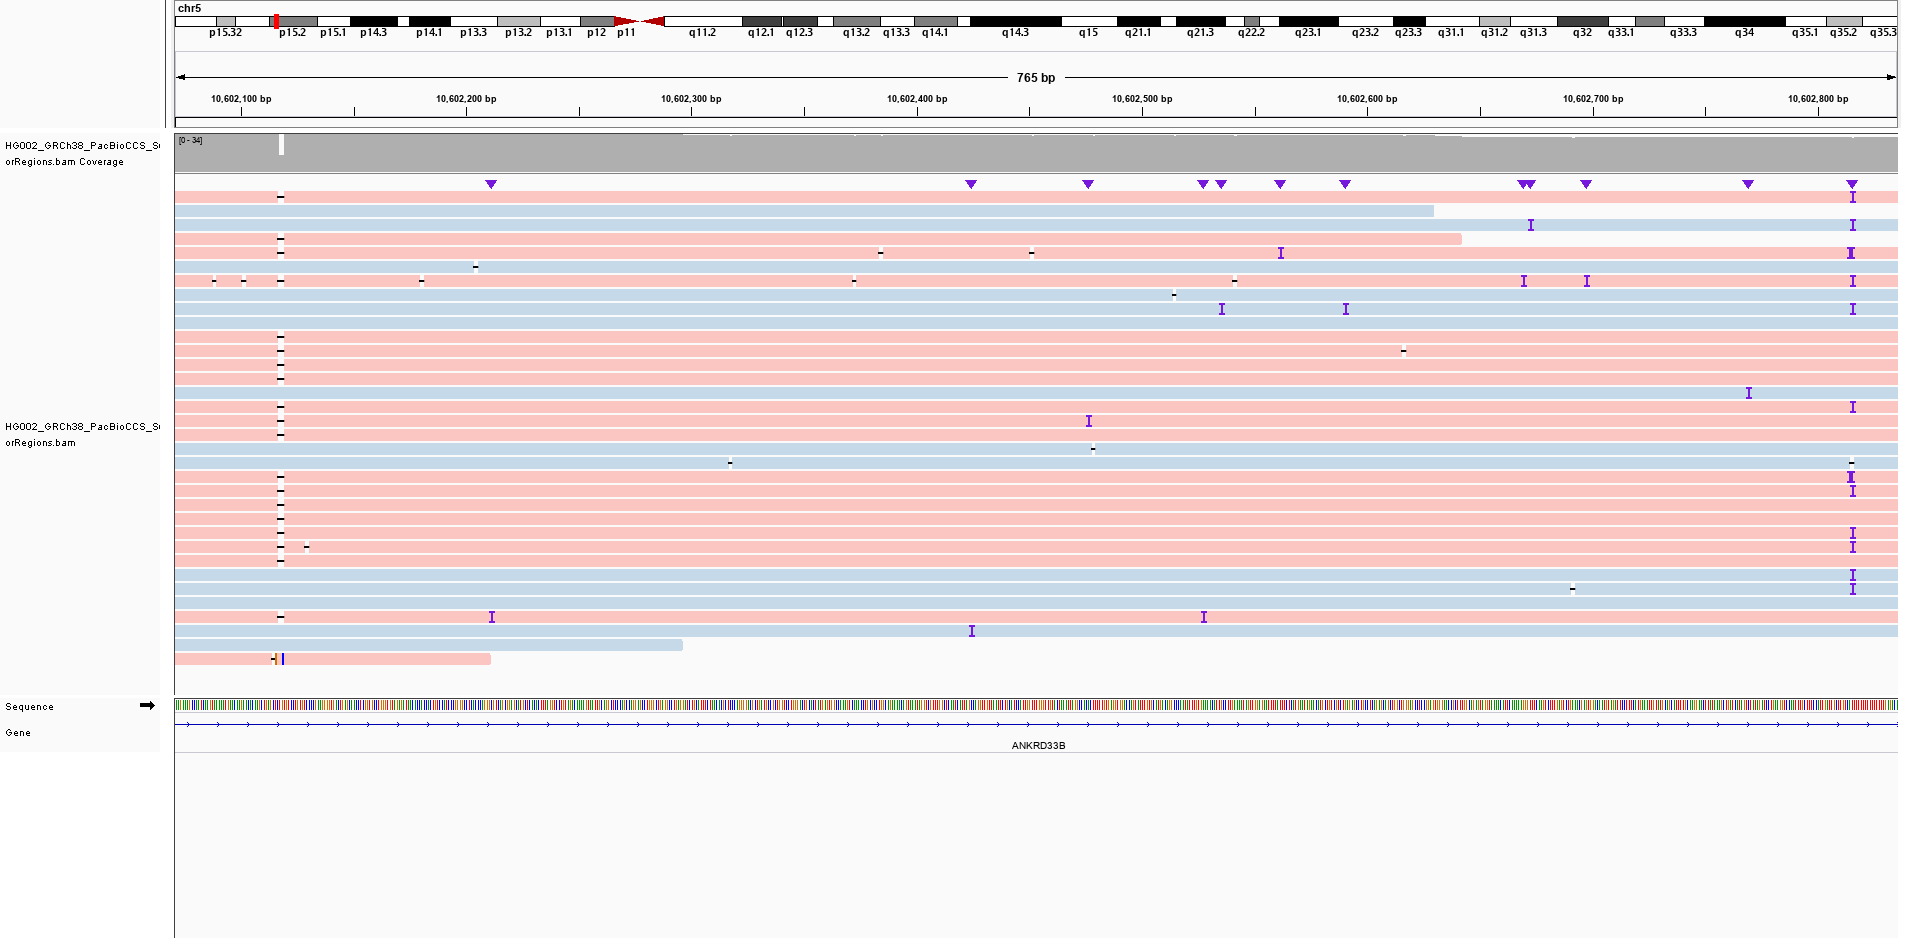 chr5
p15.32 p15.2 p15.1 p14.3 p14.1 p13.3 p13.2 p13.1 p12 p11 q11.2 q12.1 q12.3 q13.2 q13.3 q14.1 q14.3 q15 q21.1 q21.3 q22.2 q23.1 q23.2 q23.3 q31.1 q31.2 q31.3 q32 q33.1 q33.3 q34 q35.1 q35.2 q35.3
765 bp
10,602,100 bp 10,602,200 bp 10,602,300 bp 10,602,400 bp 10,602,500 bp 10,602,600 bp 10,602,700 bp 10,602,800 bp
[0 - 34]
HG002_GRCh38_PacBioCCS_S
orRegions.bam Coverage
HG002_GRCh38_PacBioCCS_S
orRegions.bam
Sequence
Gene
ANKRD33B